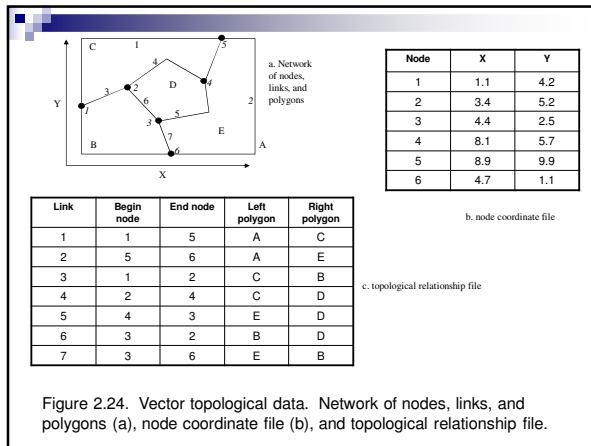 C 1 5
4
D 4
a. Network
of nodes,
links, and
polygons
3 2
Y 6 2
1 5
3 E
7
B 6 A
X
Node X Y
1 1.1 4.2
2 3.4 5.2
3 4.4 2.5
4 8.1 5.7
5 8.9 9.9
6 4.7 1.1
b. node coordinate file
Link Begin node End node Left polygon Right polygon
1 1 5 A C
2 5 6 A E
3 1 2 C B
4 2 4 C D
5 4 3 E D
6 3 2 B D
7 3 6 E B
c. topological relationship file
Figure 2.24. Vector topological data. Network of nodes, links, and
polygons (a), node coordinate file (b), and topological relationship file.